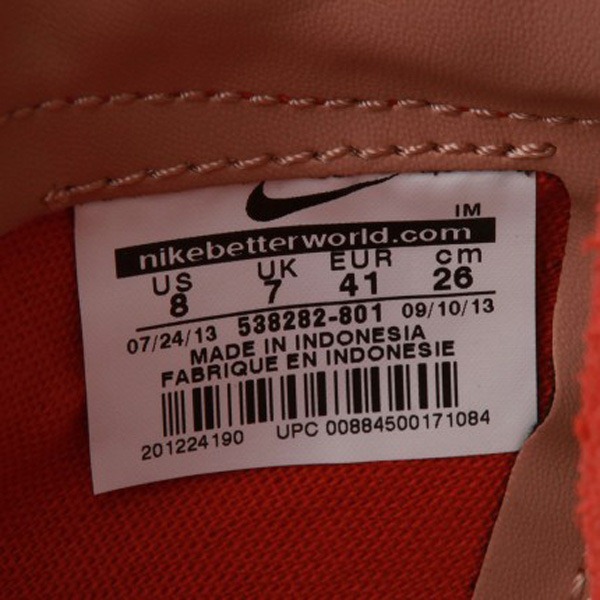 IM
nikebetterworld.com
US UK EUR cm
8 7 41 26
07/24/13 538282-801 09/10/13
MADE IN INDONESIA
FABRIQUE EN INDONESIE
201224190 UPC 00884500171084